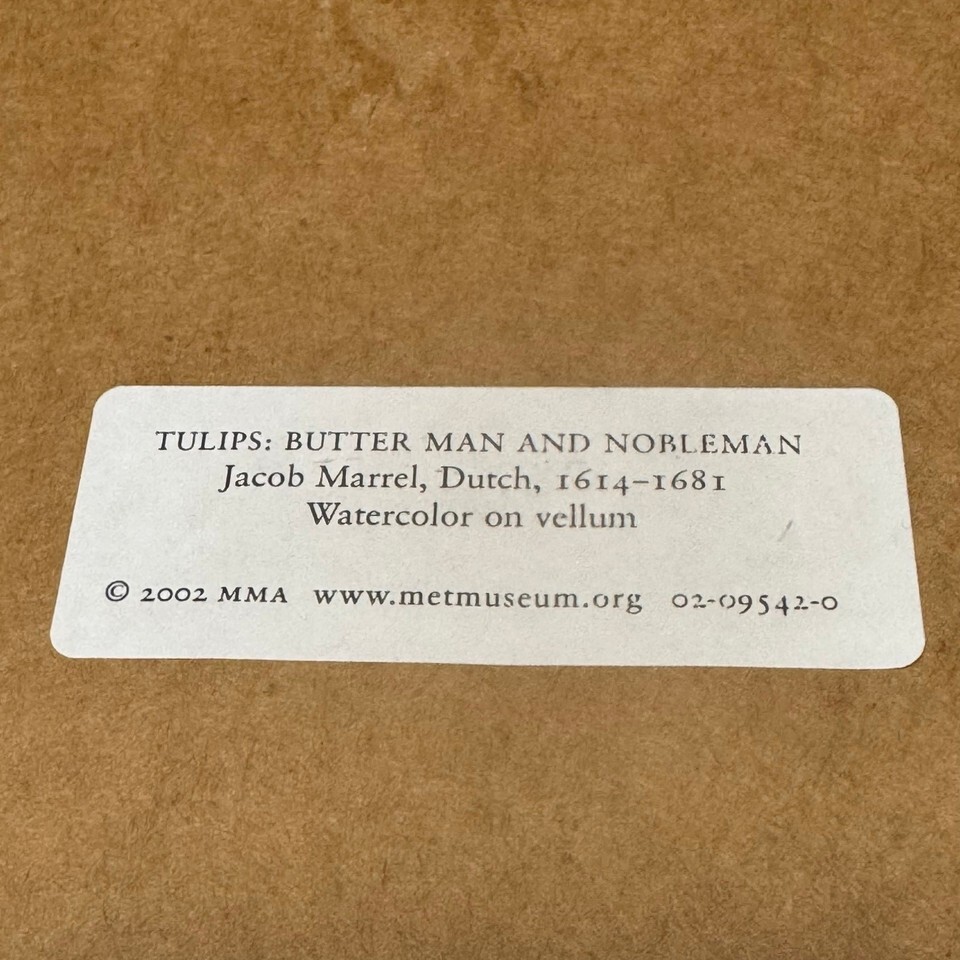 TULIPS: BUTTER MAN AND NOBLEMAN
Jacob Marrel, Dutch, 1614–1681
Watercolor on vellum
© 2002 MMA www.metmuseum.org 02-09542-0